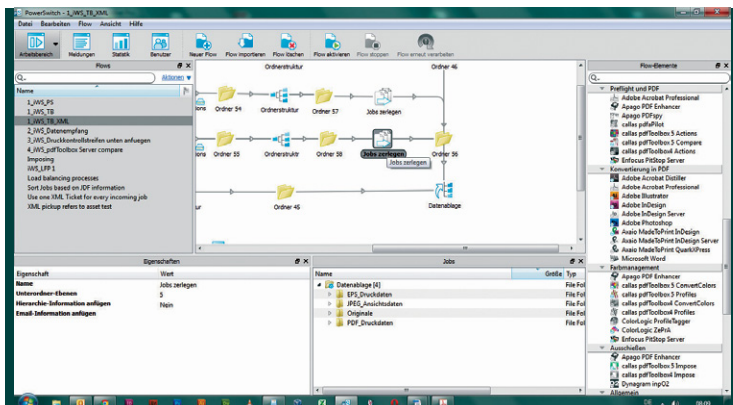 PowerSwitch - 1_iWS_TB_XML
Datei Bearbeiten Flow Ansicht Hilfe
Arbeitsbereich Meldungen Statistik Benutzer Neuer Flow Flow importieren Flow löschen Flow aktivieren Flow stoppen Flow erneut verarbeiten
Flows
Aktionen
Name
1_iWS_PS
1_iWS_TB
1_iWS_TB_XML
2_iWS_Datenempfang
3_iWS_Druckkontrollstreifen unten anfuegen
4_iWS_pdfToolbox Server compare
Imposing
iWS_LFP 1
Load balancing processes
Sort Jobs based on JDF information
Use one XML Ticket for every incoming job
XML pickup refers to asset test
Ordnerstruktur Ordner 46
Ordner 54 Ordnerstruktur Ordner 57 Jobs zerlegen
Ordner 55 Ordnerstruktr Ordner 58 Jobs zerlegen Ordner 56
Jobs zerlegen
Ordner 45 Datenablage
Eigenschaften
Eigenschaft Wert
Name Jobs zerlegen
Unterordner-Ebenen 5
Hierarchie-Information anfügen Nein
Email-Information anfügen
Jobs
Name Größe Typ
Datenablage [4] File Fol
EPS_Druckdaten File Fol
JPEG_Ansichtsdaten File Fol
Originale File Fol
PDF_Druckdaten File Fol
Flow-Elemente
Preflight und PDF
Adobe Acrobat Professional
Apago PDF Enhancer
Apago PDFspy
callas pdfaPilot
callas pdfToolbox 5 Actions
callas pdfToolbox 5 Compare
callas pdfToolbox4 Actions
Enfocus PitStop Server
Konvertierung in PDF
Adobe Acrobat Distiller
Adobe Acrobat Professional
Adobe Illustrator
Adobe InDesign
Adobe InDesign Server
Adobe Photoshop
Axaio MadeToPrint InDesign
Axaio MadeToPrint InDesign Server
Axaio MadeToPrint QuarkXPress
Microsoft Word
Farbmanagement
Apago PDF Enhancer
callas pdfToolbox 5 ConvertColors
callas pdfToolbox 5 Profiles
callas pdfToolbox4 ConvertColors
callas pdfToolbox4 Profiles
ColorLogic ProfileTagger
ColorLogic ZePrA
Enfocus PitStop Server
Ausschießen
Apago PDF Enhancer
callas pdfToolbox 5 Impose
callas pdfToolbox4 Impose
Dynagram inpO2
Allgemein
DE 08:09